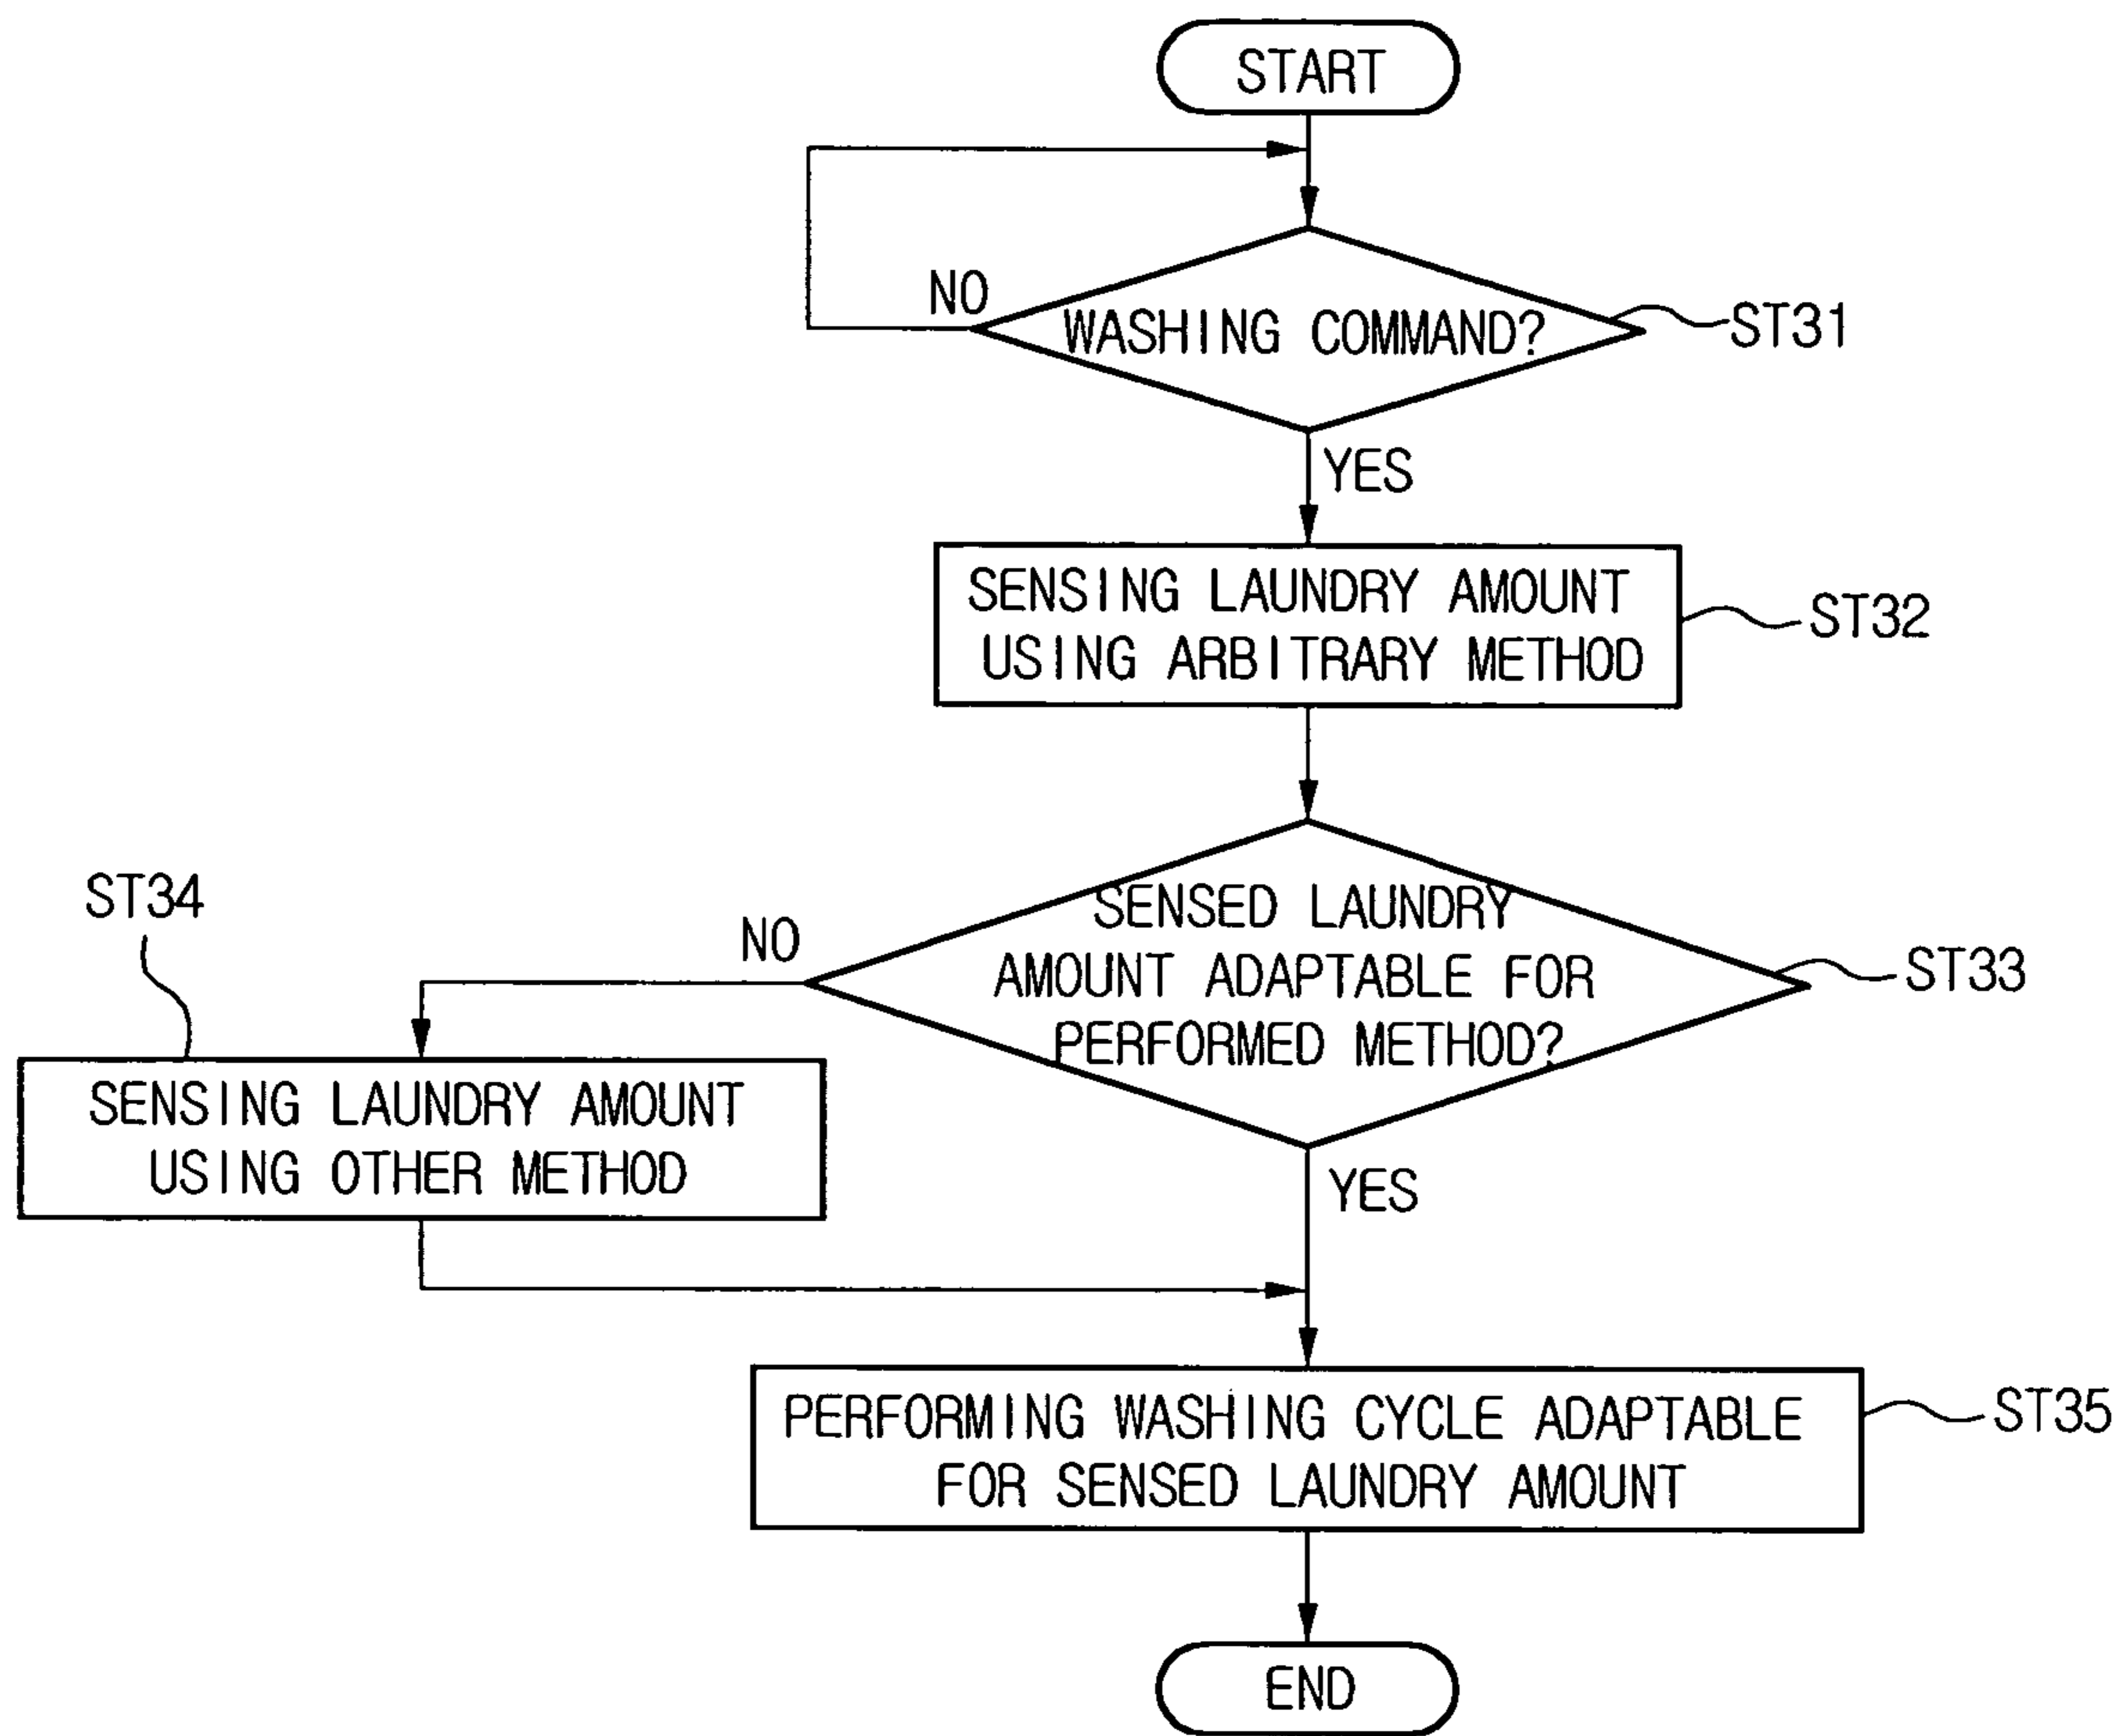 START
NO
WASHING COMMAND?
ST31
YES
SENSING LAUNDRY AMOUNT
USING ARBITRARY METHOD
ST32
SENSED LAUNDRY
AMOUNT ADAPTABLE FOR
PERFORMED METHOD?
ST33
NO
ST34
SENSING LAUNDRY AMOUNT
USING OTHER METHOD
YES
PERFORMING WASHING CYCLE ADAPTABLE
FOR SENSED LAUNDRY AMOUNT
ST35
END